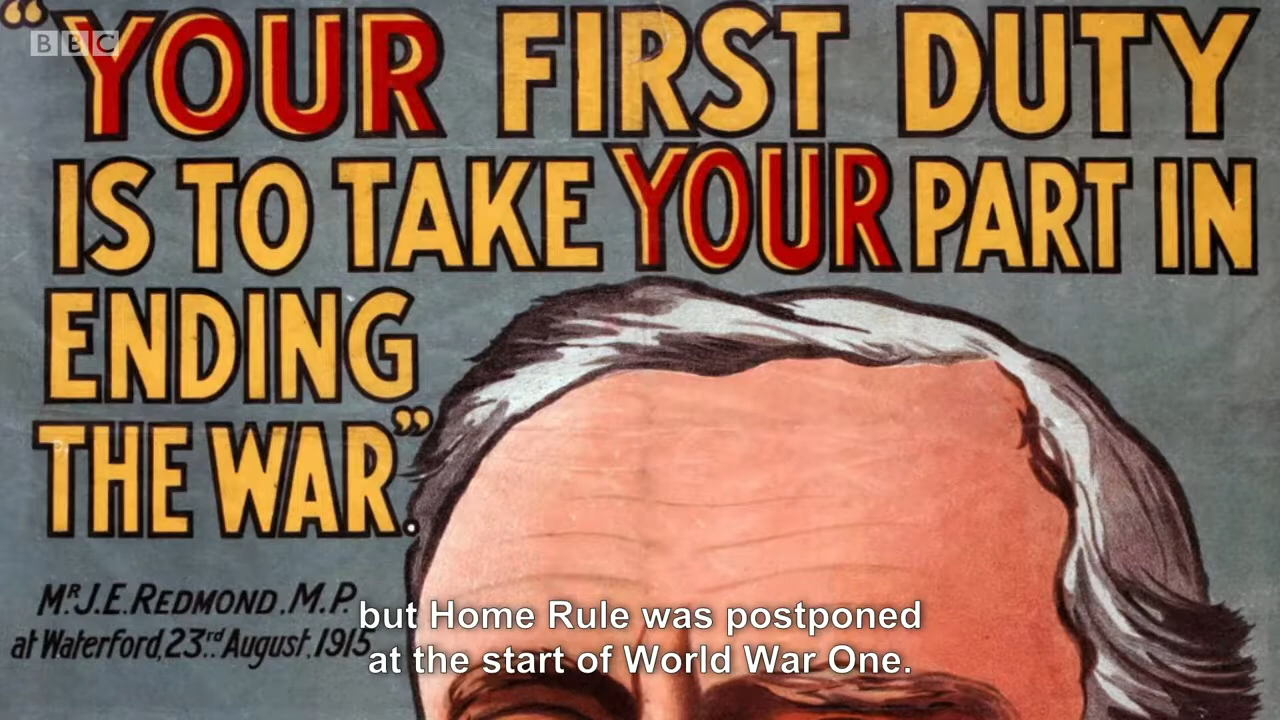 BBC
“YOUR FIRST DUTY
IS TO TAKE YOUR PART IN
ENDING
THE WAR”.
MR J.E. REDMOND. M.P.
at Waterford, 23rd August. 1915
but Home Rule was postponed
at the start of World War One.